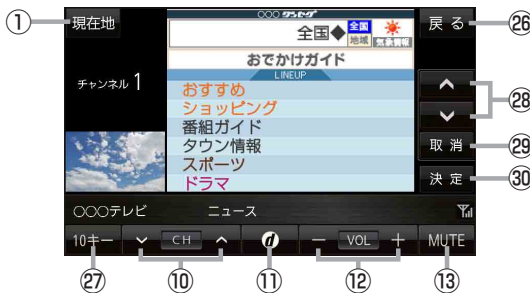 ① 現在地
○○○ ワンセグ
戻る ㉖
全国◆ 全国 地域 気象情報
おでかけガイド
LINEUP
チャンネル 1
おすすめ
ショッピング
番組ガイド
タウン情報
スポーツ
ドラマ
㉘
取消 ㉙
決定 ㉚
○○○テレビ ニュース
10キー CH d － VOL ＋ MUTE
㉗ ⑩ ⑪ ⑫ ⑬